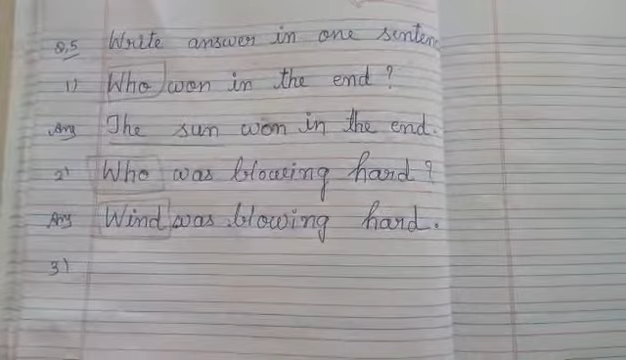 Q.5 Write answer in one senten
1) Who won in the end?
Ans The sun won in the end.
2) Who was blowing hard?
Ans Wind was blowing hard.
3)